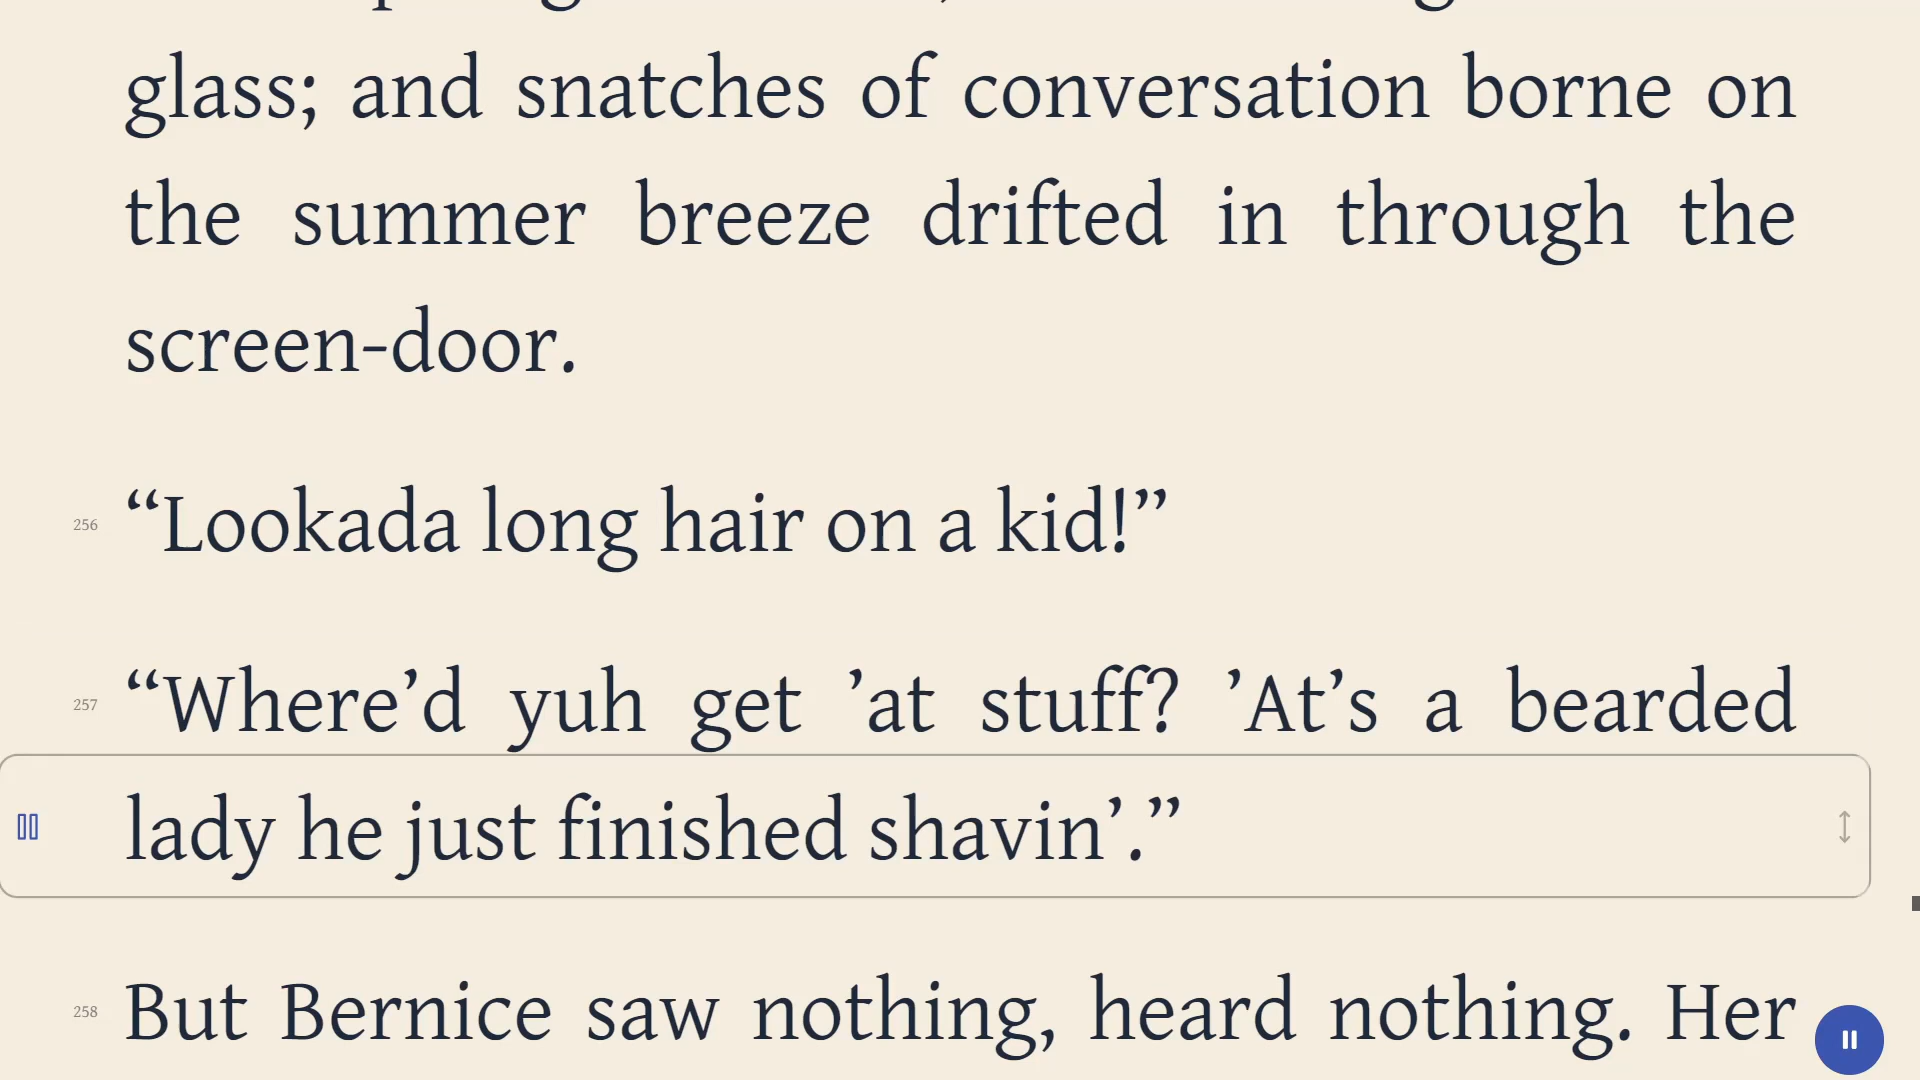 glass; and snatches of conversation borne on
the summer breeze drifted in through the
screen-door.
256 “Lookada long hair on a kid!”
257 “Where’d yuh get ’at stuff? ’At’s a bearded
lady he just finished shavin’.”
258 But Bernice saw nothing, heard nothing. Her